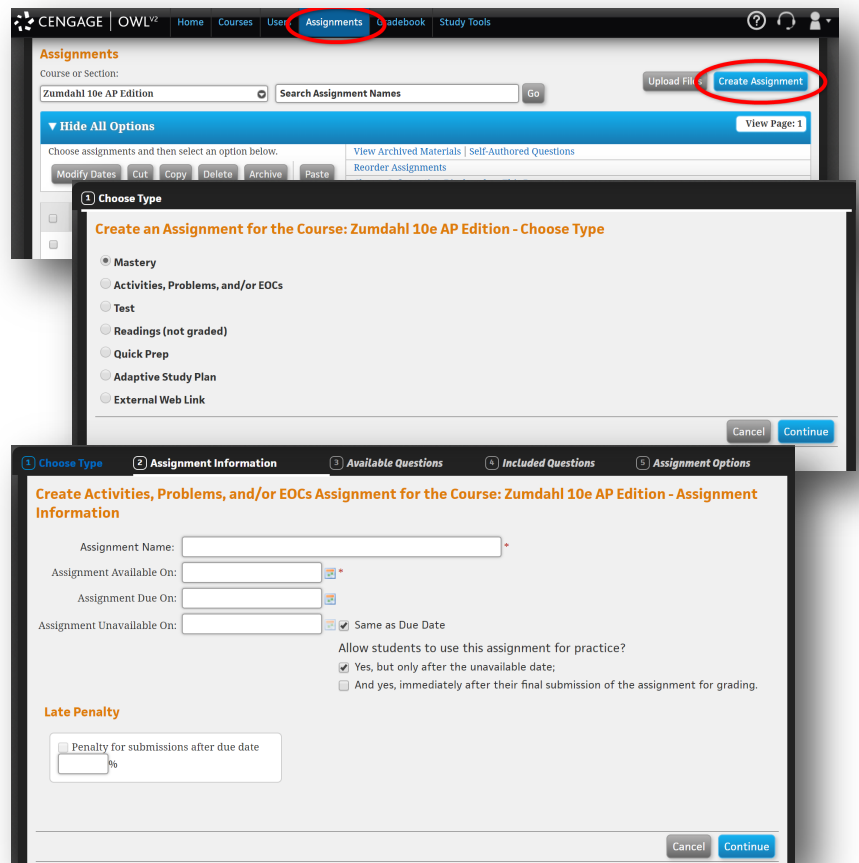 CENGAGE | OWLv2 Home Courses Users Assignments Gradebook Study Tools
Assignments
Course or Section:
Zumdahl 10e AP Edition Search Assignment Names Go Upload Files Create Assignment
▼ Hide All Options View Page: 1
Choose assignments and then select an option below. View Archived Materials | Self-Authored Questions
Modify Dates Cut Copy Delete Archive Paste Reorder Assignments
1 Choose Type
Create an Assignment for the Course: Zumdahl 10e AP Edition - Choose Type
Mastery
Activities, Problems, and/or EOCs
Test
Readings (not graded)
Quick Prep
Adaptive Study Plan
External Web Link
Cancel Continue
1 Choose Type 2 Assignment Information 3 Available Questions 4 Included Questions 5 Assignment Options
Create Activities, Problems, and/or EOCs Assignment for the Course: Zumdahl 10e AP Edition - Assignment
Information
Assignment Name: *
Assignment Available On: *
Assignment Due On:
Assignment Unavailable On: Same as Due Date
Allow students to use this assignment for practice?
Yes, but only after the unavailable date;
And yes, immediately after their final submission of the assignment for grading.
Late Penalty
Penalty for submissions after due date
%
Cancel Continue